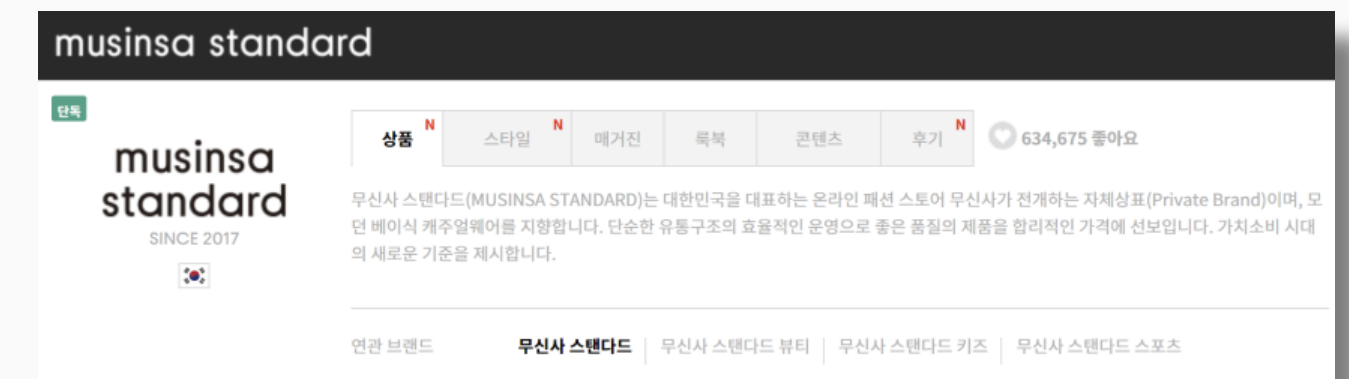 musinsa standard
단독
musinsa
standard
SINCE 2017
상품 N 스타일 N 매거진 룩북 콘텐츠 후기 N 634,675 좋아요
무신사 스탠다드(MUSINSA STANDARD)는 대한민국을 대표하는 온라인 패션 스토어 무신사가 전개하는 자체상표(Private Brand)이며, 모
던 베이식 캐주얼웨어를 지향합니다. 단순한 유통구조의 효율적인 운영으로 좋은 품질의 제품을 합리적인 가격에 선보입니다. 가치소비 시대
의 새로운 기준을 제시합니다.
연관 브랜드 무신사 스탠다드 무신사 스탠다드 뷰티 무신사 스탠다드 키즈 무신사 스탠다드 스포츠